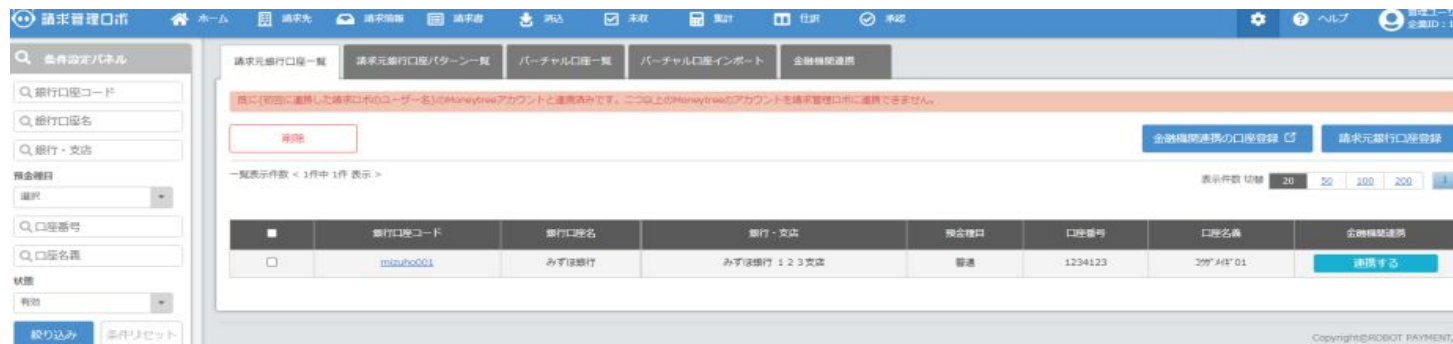 請求管理ロボ ホーム 請求先 請求情報 請求書 消込 未収 集計 仕訳 承認 ヘルプ
条件設定パネル
請求元銀行口座一覧 請求元銀行口座パターン一覧 バーチャル口座一覧 バーチャル口座インポート 金融機関連携
銀行口座コード
既に{初回に連携した請求ロボのユーザー名}のMoneytreeアカウントと連携済みです。二つ以上のMoneytreeのアカウントを請求管理ロボに連携できません。
銀行口座名
削除 金融機関連携の口座登録 請求元銀行口座登録
銀行・支店
預金種目
一覧表示件数 < 1件中 1件 表示 >
表示件数 切替 20 50 100 200 1
選択
口座番号
銀行口座コード 銀行口座名 銀行・支店 預金種目 口座番号 口座名義 金融機関連携
口座名義
mizuho001 みずほ銀行 みずほ銀行 123支店 普通 1234123 連携する
状態
有効
絞り込み 条件リセット
Copyright@ROBOT PAYMENT